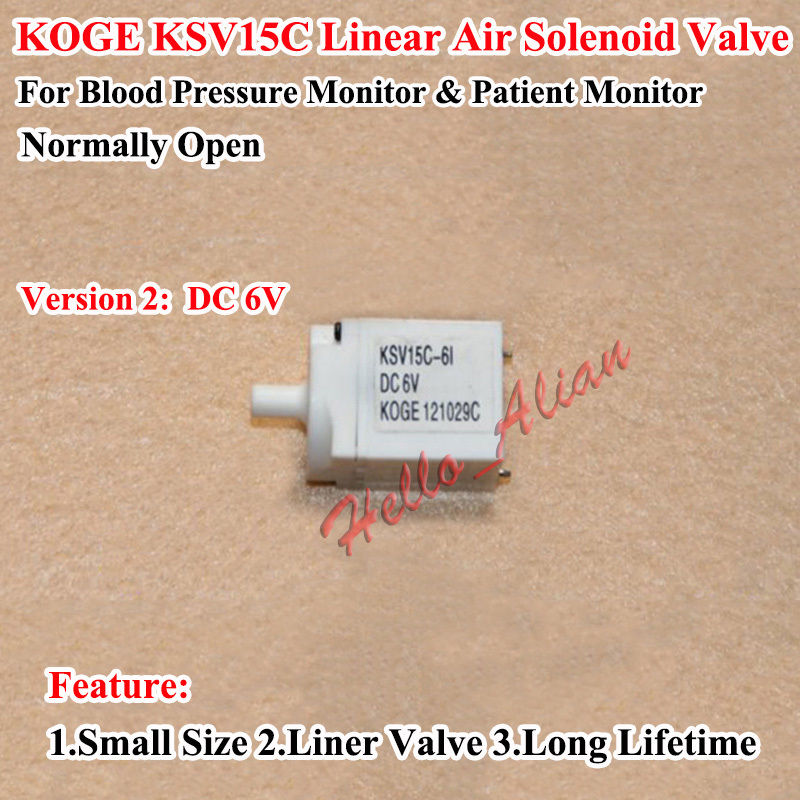 KOGE KSV15C Linear Air Solenoid Valve
For Blood Pressure Monitor & Patient Monitor
Normally Open
Version 2: DC 6V
KSV15C-6I
DC 6V
KOGE 121029C
Hello_Alian
Feature:
1.Small Size 2.Liner Valve 3.Long Lifetime